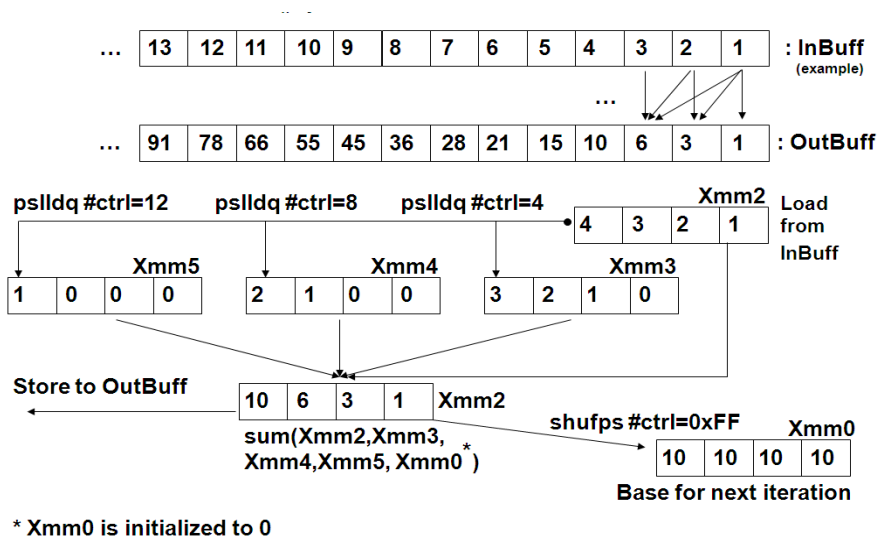 ... 13 12 11 10 9 8 7 6 5 4 3 2 1 : InBuff
(example)
...
... 91 78 66 55 45 36 28 21 15 10 6 3 1 : OutBuff
pslldq #ctrl=12 pslldq #ctrl=8 pslldq #ctrl=4 Xmm2
4 3 2 1 Load
from
InBuff
Xmm5 Xmm4 Xmm3
1 0 0 0 2 1 0 0 3 2 1 0
Store to OutBuff
10 6 3 1 Xmm2
sum(Xmm2,Xmm3,
Xmm4,Xmm5, Xmm0*)
shufps #ctrl=0xFF Xmm0
10 10 10 10
Base for next iteration
* Xmm0 is initialized to 0